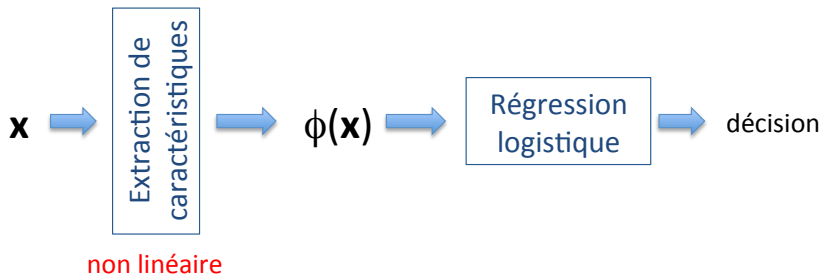 x
Extraction de
caractéristiques
ϕ(x)
Régression
logistique
décision
non linéaire